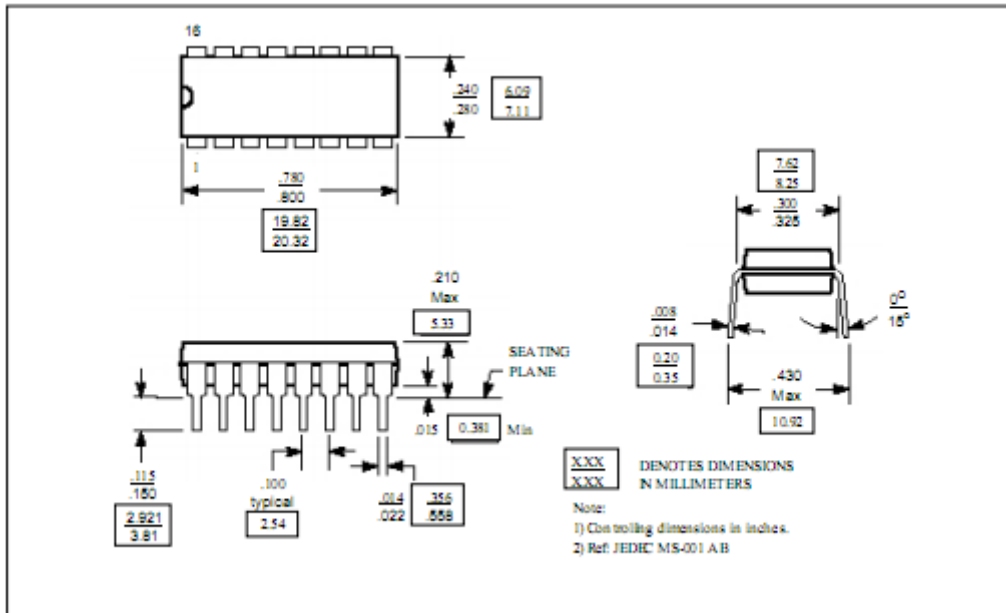 16
.240
.280
6.09
7.11
1
.780
.800
19.82
20.32
7.62
8.25
.300
.325
.210
Max
5.33
.008
.014
0.20
0.35
0°
15°
SEATING
PLANE
.430
Max
10.92
.015
0.381
Min
.115
.150
2.921
3.81
.100
typical
2.54
.014
.022
.356
.558
X.XX
X.XX
DENOTES DIMENSIONS
IN MILLIMETERS
Note:
1) Controlling dimensions in inches.
2) Ref: JEDEC MS-001 AB